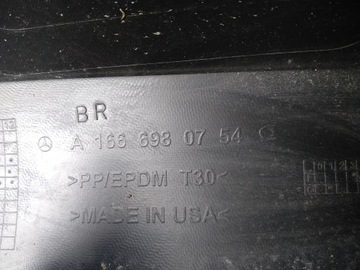 BR
A 166 698 07 54
>PP/EPDM T30<
>MADE IN USA<